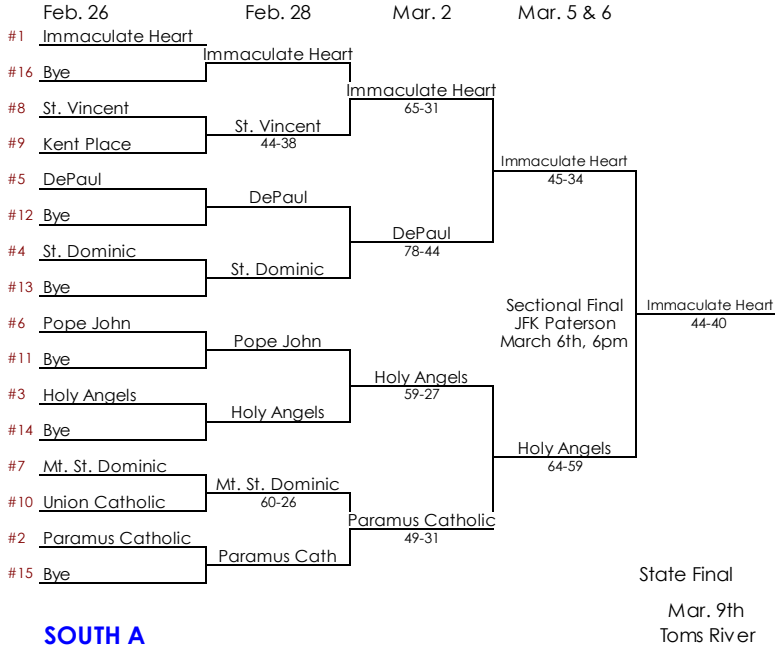 Feb. 26 Feb. 28 Mar. 2 Mar. 5 & 6
#1 Immaculate Heart
Immaculate Heart
#16 Bye
Immaculate Heart
65-31
#8 St. Vincent
St. Vincent
44-38
#9 Kent Place
Immaculate Heart
45-34
#5 DePaul
DePaul
#12 Bye
DePaul
78-44
#4 St. Dominic
St. Dominic
#13 Bye
Sectional Final
JFK Paterson
March 6th, 6pm
Immaculate Heart
44-40
#6 Pope John
Pope John
#11 Bye
Holy Angels
59-27
#3 Holy Angels
Holy Angels
#14 Bye
Holy Angels
64-59
#7 Mt. St. Dominic
Mt. St. Dominic
60-26
#10 Union Catholic
Paramus Catholic
49-31
#2 Paramus Catholic
Paramus Cath
#15 Bye
State Final
Mar. 9th
Toms River
SOUTH A